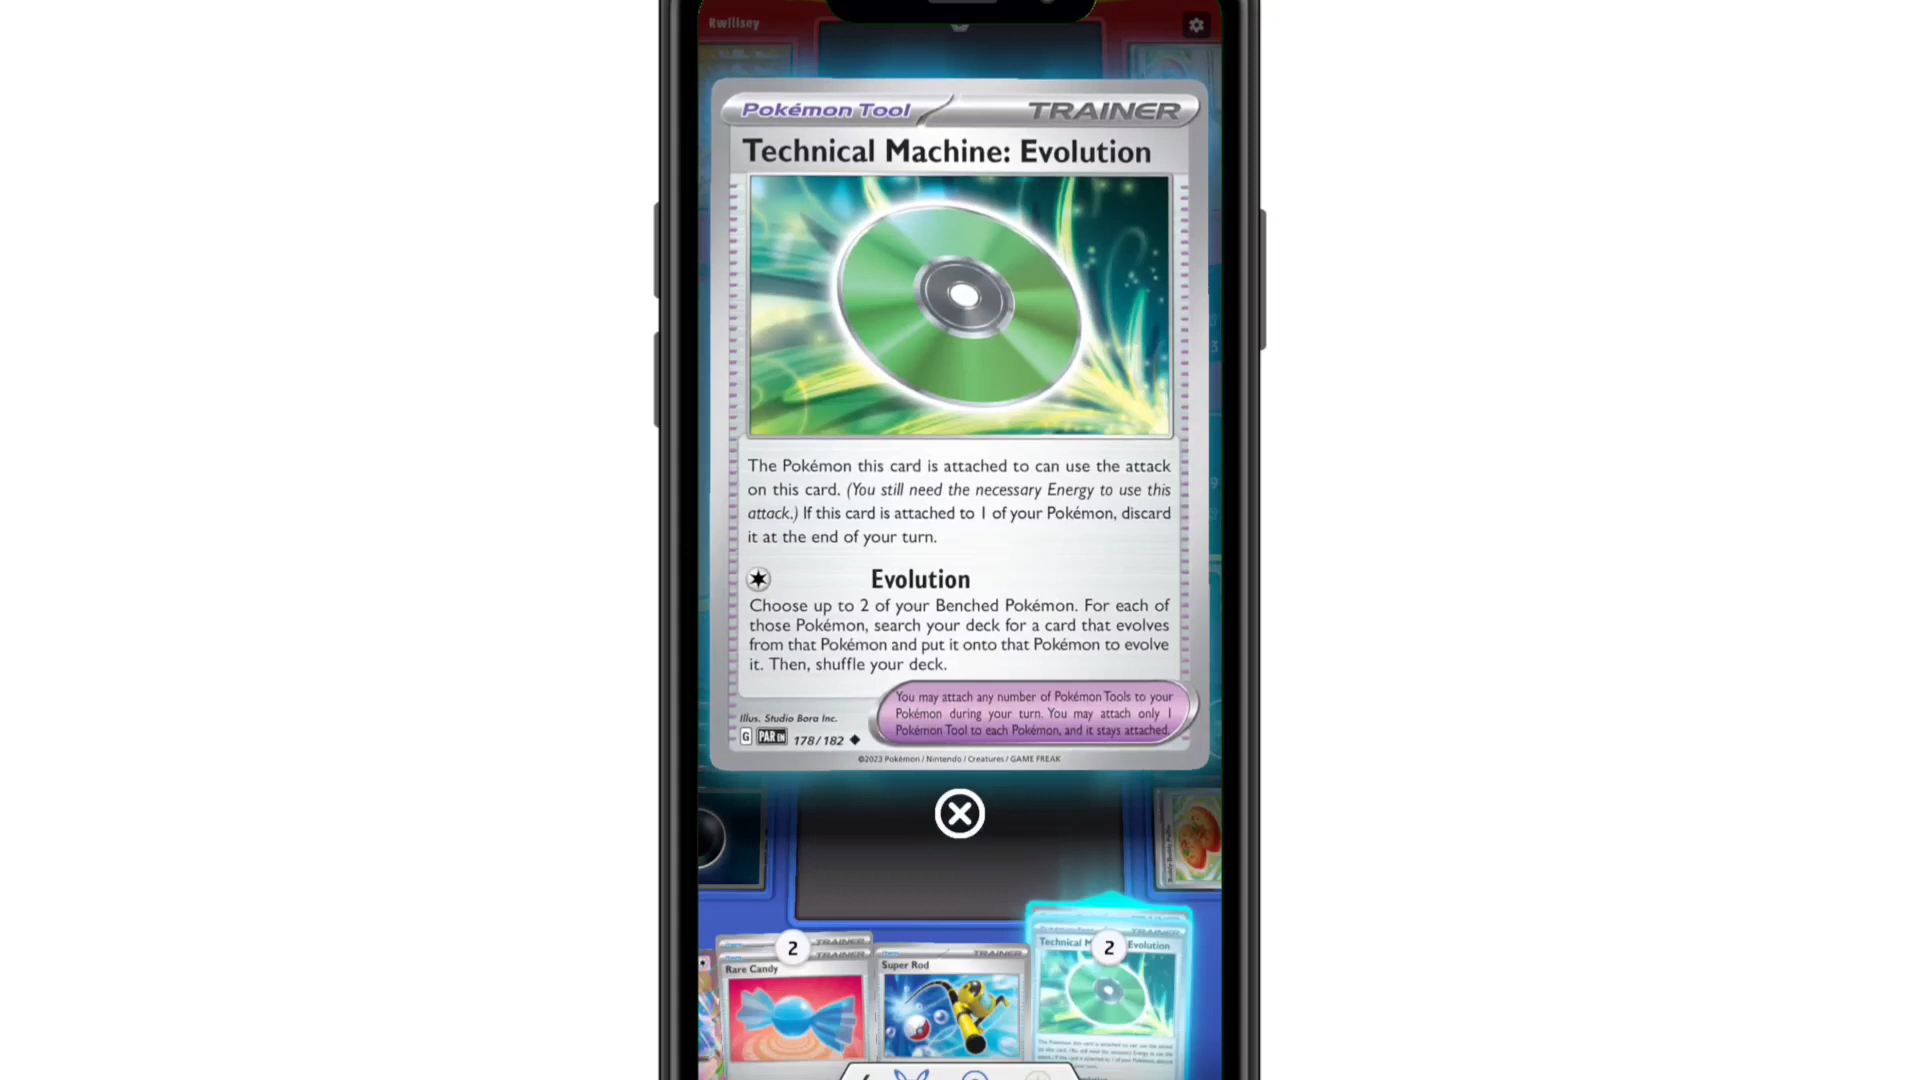 Rwllsey
Pokémon Tool
TRAINER
Technical Machine: Evolution
The Pokémon this card is attached to can use the attack
on this card. (You still need the necessary Energy to use this
attack.) If this card is attached to 1 of your Pokémon, discard
it at the end of your turn.
Evolution
Choose up to 2 of your Benched Pokémon. For each of
those Pokémon, search your deck for a card that evolves
from that Pokémon and put it onto that Pokémon to evolve
it. Then, shuffle your deck.
You may attach any number of Pokémon Tools to your
Pokémon during your turn. You may attach only 1
Pokémon Tool to each Pokémon, and it stays attached.
Illus. Studio Bora Inc.
G PAR EN 178/182
©2023 Pokémon / Nintendo / Creatures / GAME FREAK
2
TRAINER
TRAINER
Rare Candy
TRAINER
Super Rod
TRAINER
Technical M
2
Evolution